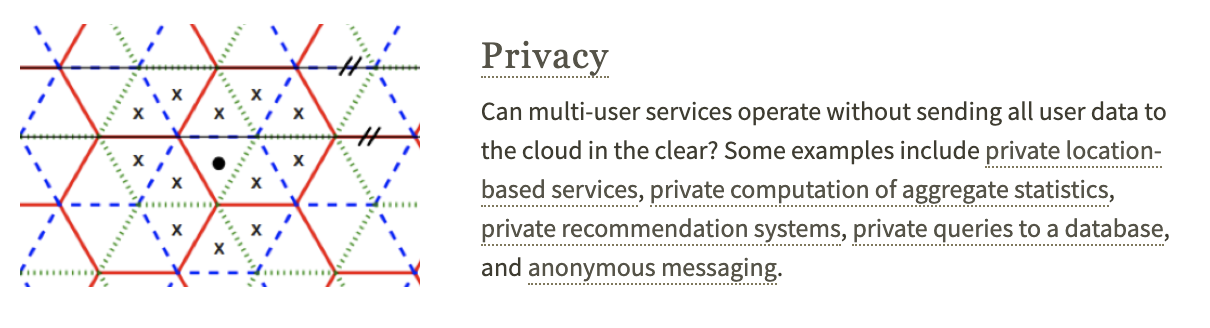 x x
x x x
x x
x x
x x
x
Privacy
Can multi-user services operate without sending all user data to
the cloud in the clear? Some examples include private location-
based services, private computation of aggregate statistics,
private recommendation systems, private queries to a database,
and anonymous messaging.